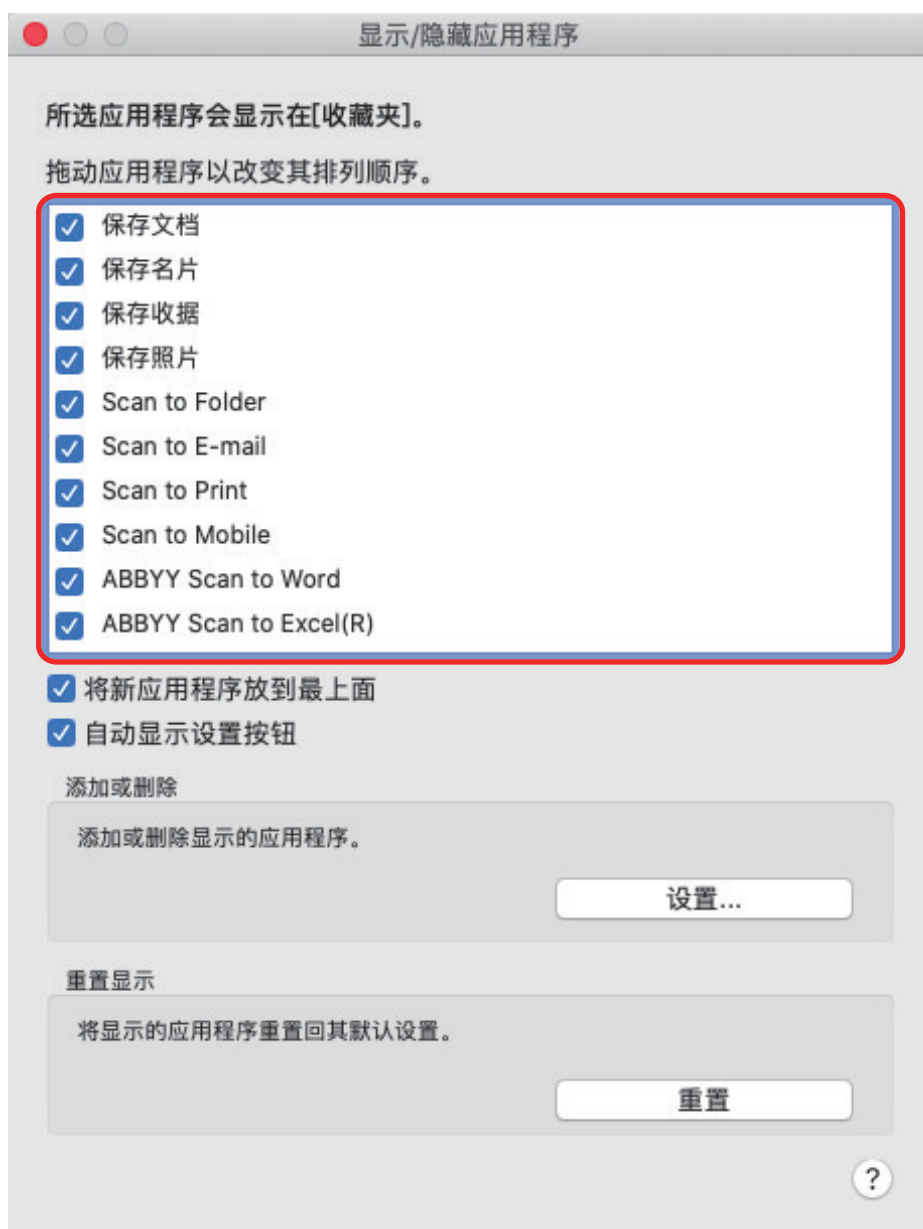 显示/隐藏应用程序
所选应用程序会显示在[收藏夹]。
拖动应用程序以改变其排列顺序。
保存文档
保存名片
保存收据
保存照片
Scan to Folder
Scan to E-mail
Scan to Print
Scan to Mobile
ABBYY Scan to Word
ABBYY Scan to Excel(R)
将新应用程序放到最上面
自动显示设置按钮
添加或删除
添加或删除显示的应用程序。
设置...
重置显示
将显示的应用程序重置回其默认设置。
重置
?